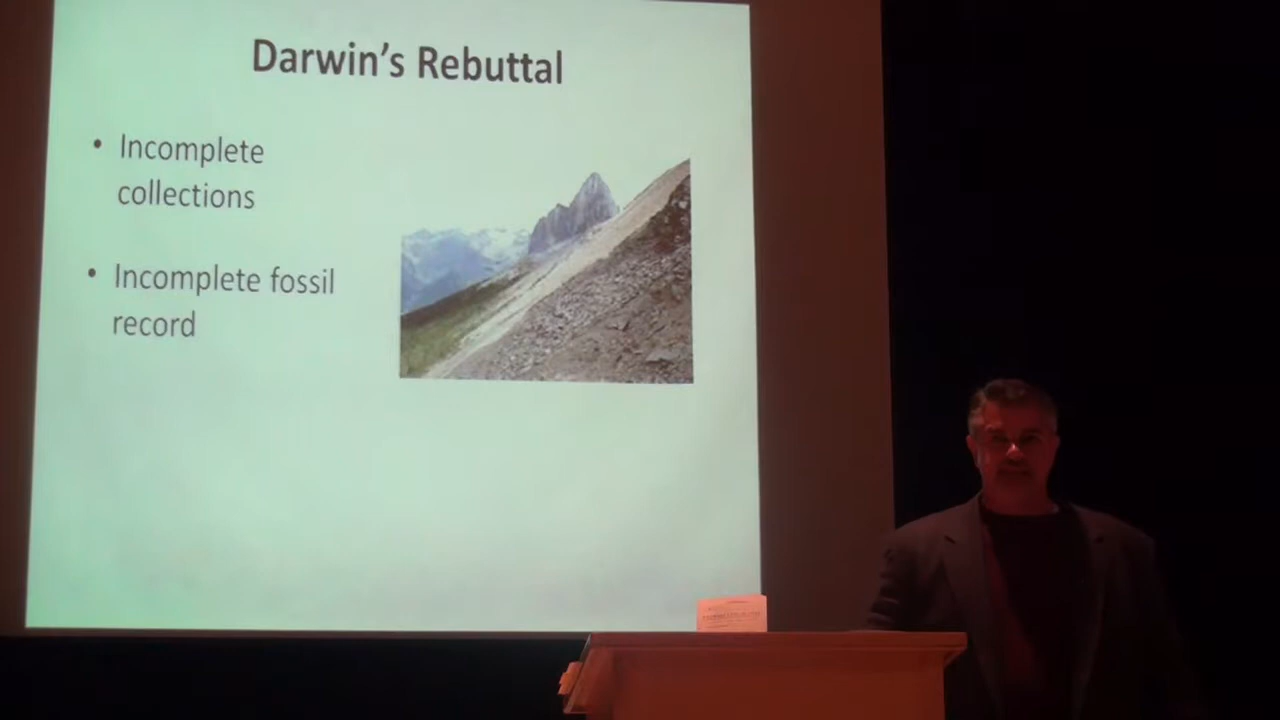 Darwin's Rebuttal
• Incomplete
collections
• Incomplete fossil
record